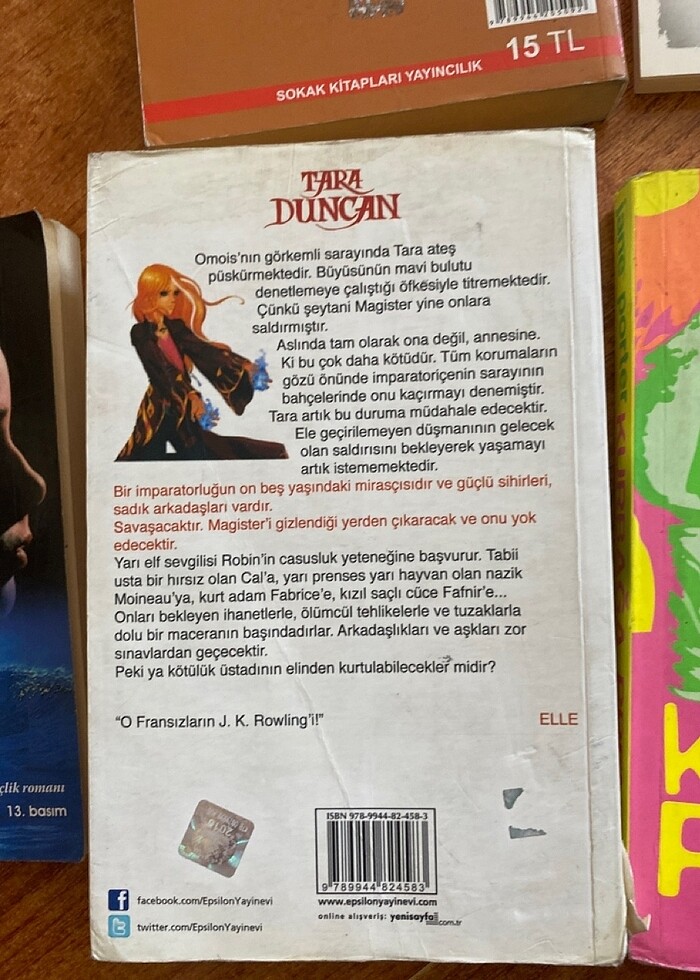 15 TL
SOKAK KİTAPLARI YAYINCILIK
TARA
DUNCAN
Omois'nın görkemli sarayında Tara ateş
püskürmektedir. Büyüsünün mavi bulutu
denetlemeye çalıştığı öfkesiyle titremektedir.
Çünkü şeytani Magister yine onlara
saldırmıştır.
Aslında tam olarak ona değil, annesine.
Ki bu çok daha kötüdür. Tüm korumaların
gözü önünde imparatoriçenin sarayının
bahçelerinde onu kaçırmayı denemiştir.
Tara artık bu duruma müdahale edecektir.
Ele geçirilemeyen düşmanının gelecek
olan saldırısını bekleyerek yaşamayı
artık istememektedir.
Bir imparatorluğun on beş yaşındaki mirasçısıdır ve güçlü sihirleri,
sadık arkadaşları vardır.
Savaşacaktır. Magister'i gizlendiği yerden çıkaracak ve onu yok
edecektir.
Yarı elf sevgilisi Robin'in casusluk yeteneğine başvurur. Tabii
usta bir hırsız olan Cal'a, yarı prenses yarı hayvan olan nazik
Moineau'ya, kurt adam Fabrice'e, kızıl saçlı cüce Fafnir'e...
Onları bekleyen ihanetlerle, ölümcül tehlikelerle ve tuzaklarla
dolu bir maceranın başındadırlar. Arkadaşlıkları ve aşkları zor
sınavlardan geçecektir.
Peki ya kötülük üstadının elinden kurtulabilecekler midir?
"O Fransızların J. K. Rowling'i!" ELLE
ISBN 978-9944-82-458-3
9 789944 824583
www.epsilonyayinevi.com
online alışveriş: yenisayfa.com.tr
facebook.com/EpsilonYayinevi
twitter.com/EpsilonYayinevi
çlik romanı
13. basım